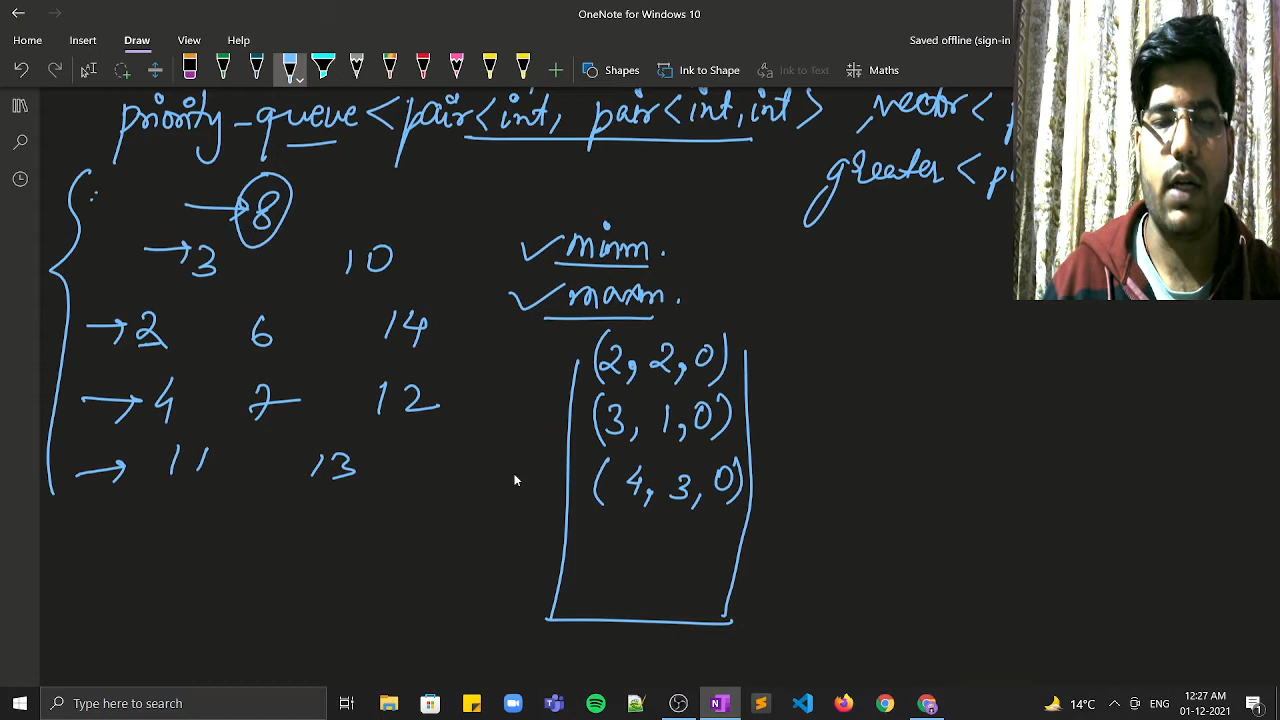 OneNote for Windows 10
Home Insert Draw View Help Saved offline (sign-in
Shapes Ink to Shape Ink to Text Maths
priority_queue<pair<int, pair<int,int> ,vector<
greater <
→ 8
→ 3 10
✓ minm.
✓ maxm.
→ 2 6 14
(2, 2, 0)
→ 4 7 12
(3, 1, 0)
→ 11 13
(4, 3, 0)
Type here to search
14°C ENG 12:27 AM
01-12-2021